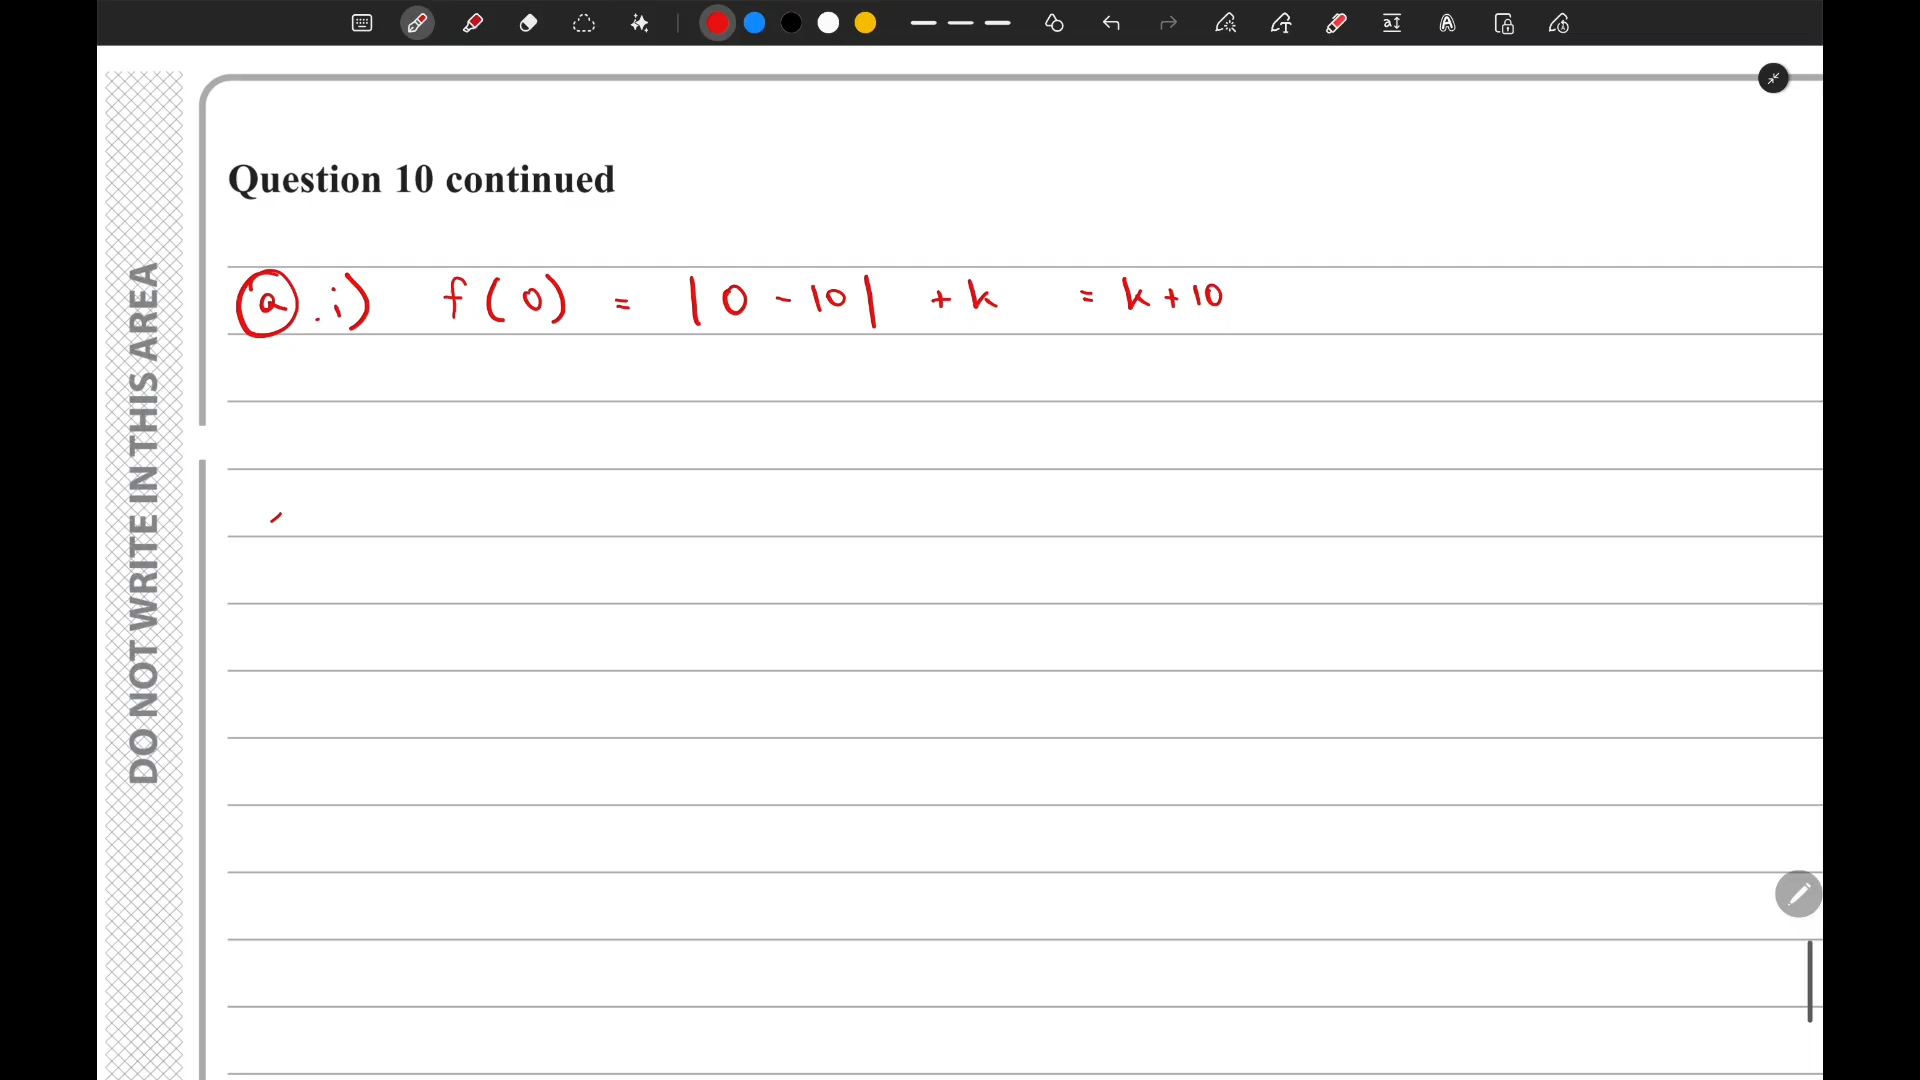 Question 10 continued
a.i) f(0) = |0 - 10| + k = k + 10
DO NOT WRITE IN THIS AREA